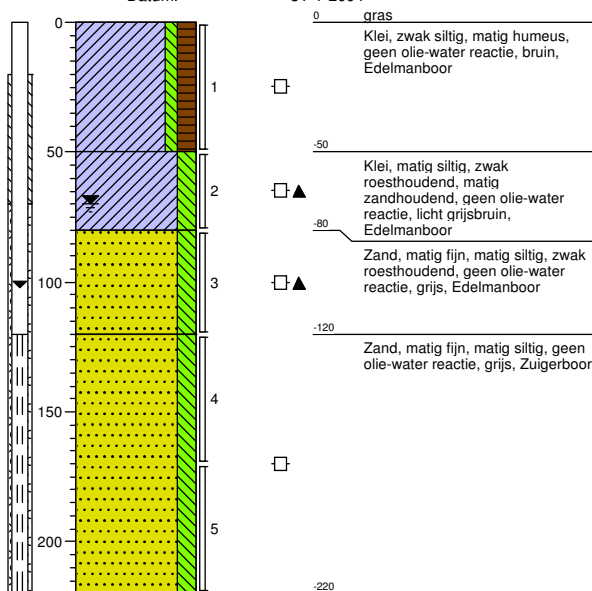 0
50
100
150
200
1
2
3
4
5
0
gras
Klei, zwak siltig, matig humeus,
geen olie-water reactie, bruin,
Edelmanboor
-50
Klei, matig siltig, zwak
roesthoudend, matig
zandhoudend, geen olie-water
reactie, licht grijsbruin,
Edelmanboor
-80
Zand, matig fijn, matig siltig, zwak
roesthoudend, geen olie-water
reactie, grijs, Edelmanboor
-120
Zand, matig fijn, matig siltig, geen
olie-water reactie, grijs, Zuigerboor
-220